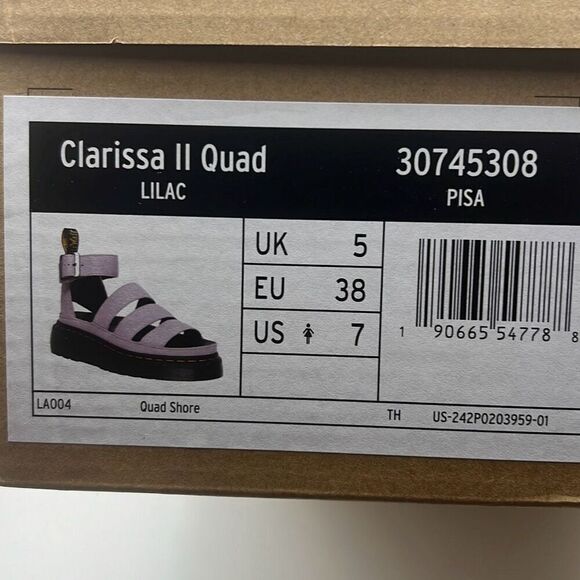 Clarissa II Quad
LILAC
30745308
PISA
UK 5
EU 38
US 7
1 90665 54778 8
LA004
Quad Shore
TH
US-242P0203959-01